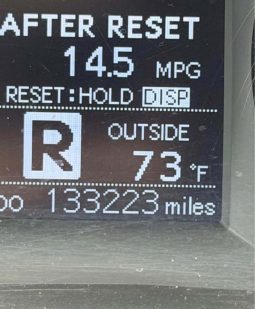 AFTER RESET
14.5 MPG
RESET:HOLD DISP
R OUTSIDE
73 °F
133223 miles